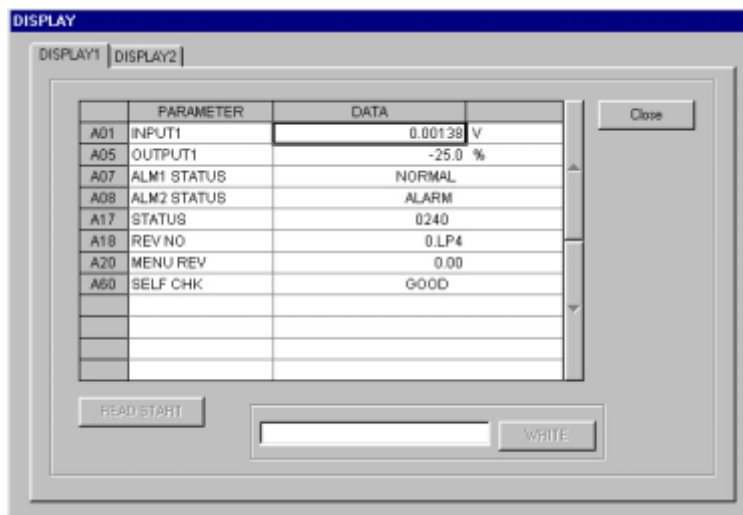 DISPLAY
DISPLAY1 DISPLAY2
PARAMETER DATA
A01 INPUT1 0.00138 V
A05 OUTPUT1 -25.0 %
A07 ALM1 STATUS NORMAL
A08 ALM2 STATUS ALARM
A17 STATUS 0240
A18 REV NO 0.LP4
A20 MENU REV 0.00
A60 SELF CHK GOOD
Close
READ START
WRITE